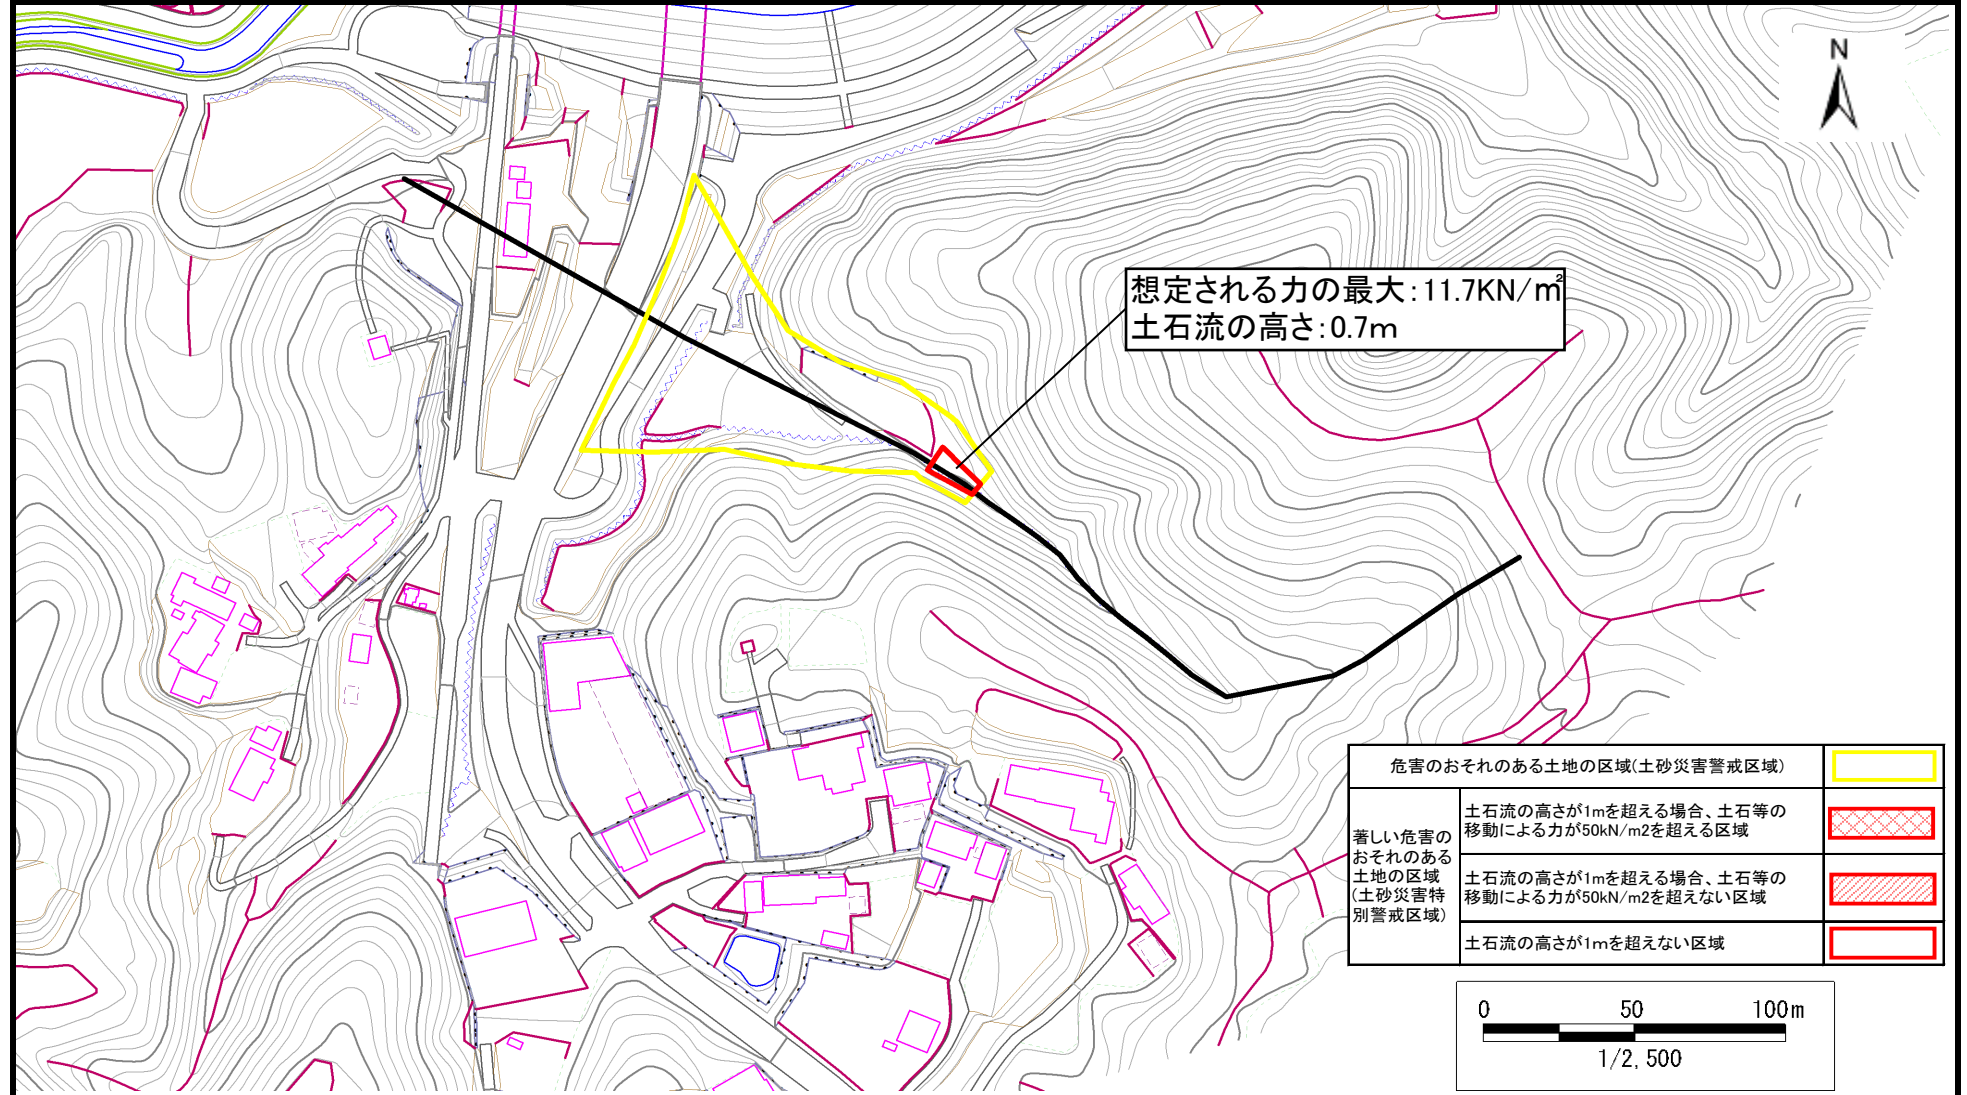 N
想定される力の最大:11.7KN/㎡
土石流の高さ:0.7m
危害のおそれのある土地の区域(土砂災害警戒区域)
著しい危害の
おそれのある
土地の区域
(土砂災害特
別警戒区域)
土石流の高さが1mを超える場合、土石等の
移動による力が50kN/m2を超える区域
土石流の高さが1mを超える場合、土石等の
移動による力が50kN/m2を超えない区域
土石流の高さが1mを超えない区域
0 50 100m
1/2,500